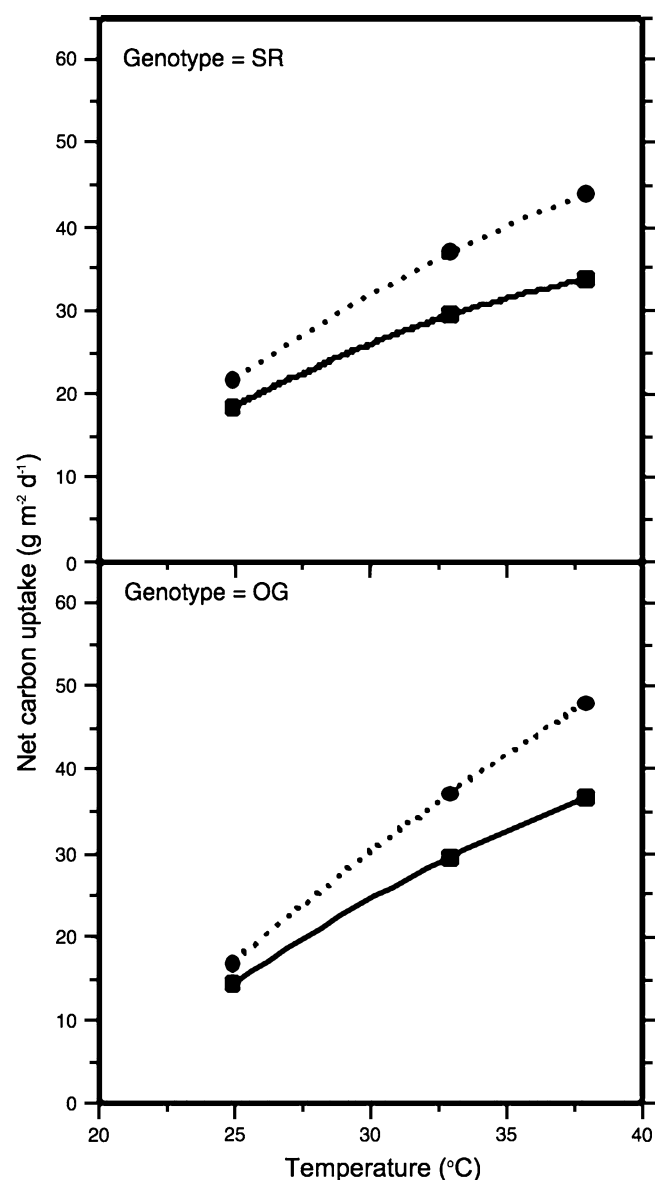 Genotype = SR
60
50
40
30
20
10
0
Genotype = OG
60
50
40
30
20
10
0
20 25 30 35 40
Temperature (°C)
Net carbon uptake (g m⁻² d⁻¹)